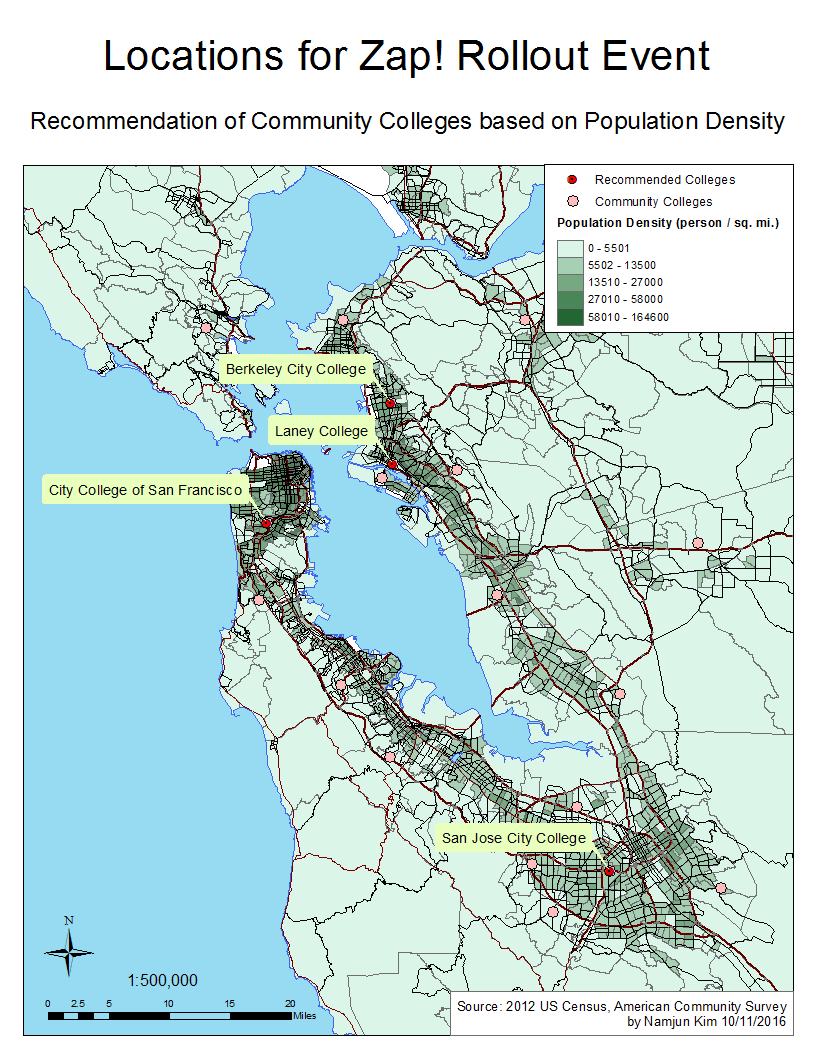 Locations for Zap! Rollout Event
Recommendation of Community Colleges based on Population Density
Recommended Colleges
Community Colleges
Population Density (person / sq. mi.)
0 - 5501
5502 - 13500
13510 - 27000
27010 - 58000
58010 - 164600
Berkeley City College
Laney College
City College of San Francisco
San Jose City College
N
1:500,000
0 2.5 5 10 15 20
Miles
Source: 2012 US Census, American Community Survey
by Namjun Kim 10/11/2016